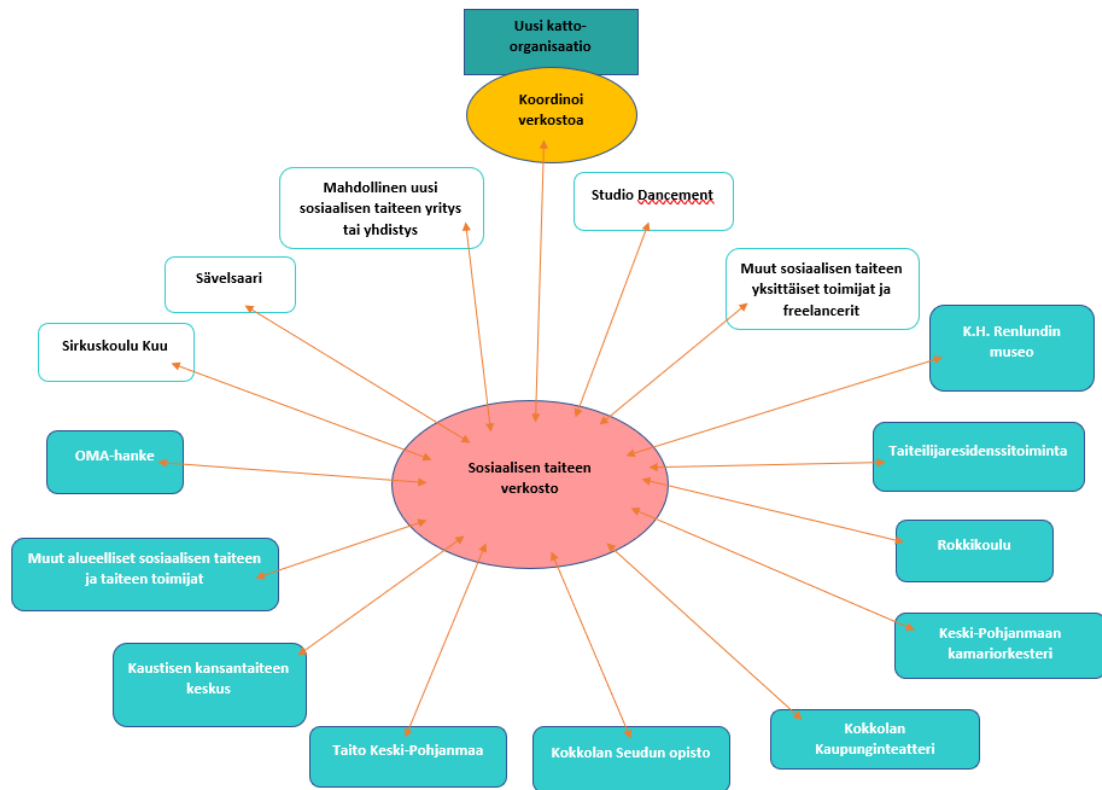 Uusi katto-
organisaatio
Koordinoi
verkostoa
Mahdollinen uusi
sosiaalisen taiteen yritys
tai yhdistys
Studio Dancement
Sävelsaari
Muut sosiaalisen taiteen
yksittäiset toimijat ja
freelancerit
Sirkuskoulu Kuu
K.H. Renlundin
museo
OMA-hanke
Sosiaalisen taiteen
verkosto
Taiteilijaresidenssitoiminta
Muut alueelliset sosiaalisen taiteen
ja taiteen toimijat
Rokkikoulu
Kaustisen kansantaiteen
keskus
Keski-Pohjanmaan
kamariorkesteri
Taito Keski-Pohjanmaa
Kokkolan Seudun opisto
Kokkolan
Kaupunginteatteri